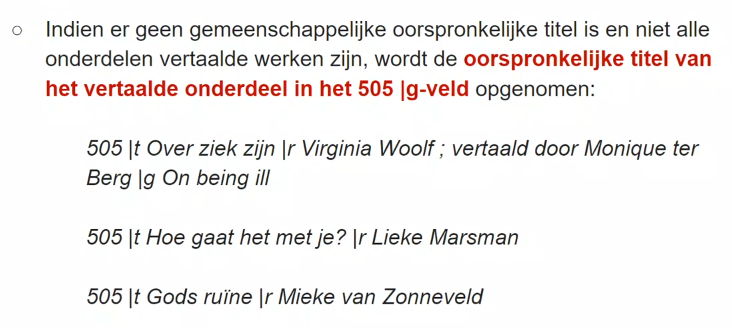 ○ Indien er geen gemeenschappelijke oorspronkelijke titel is en niet alle
onderdelen vertaalde werken zijn, wordt de oorspronkelijke titel van
het vertaalde onderdeel in het 505 |g-veld opgenomen:
505 |t Over ziek zijn |r Virginia Woolf ; vertaald door Monique ter
Berg |g On being ill
505 |t Hoe gaat het met je? |r Lieke Marsman
505 |t Gods ruïne |r Mieke van Zonneveld